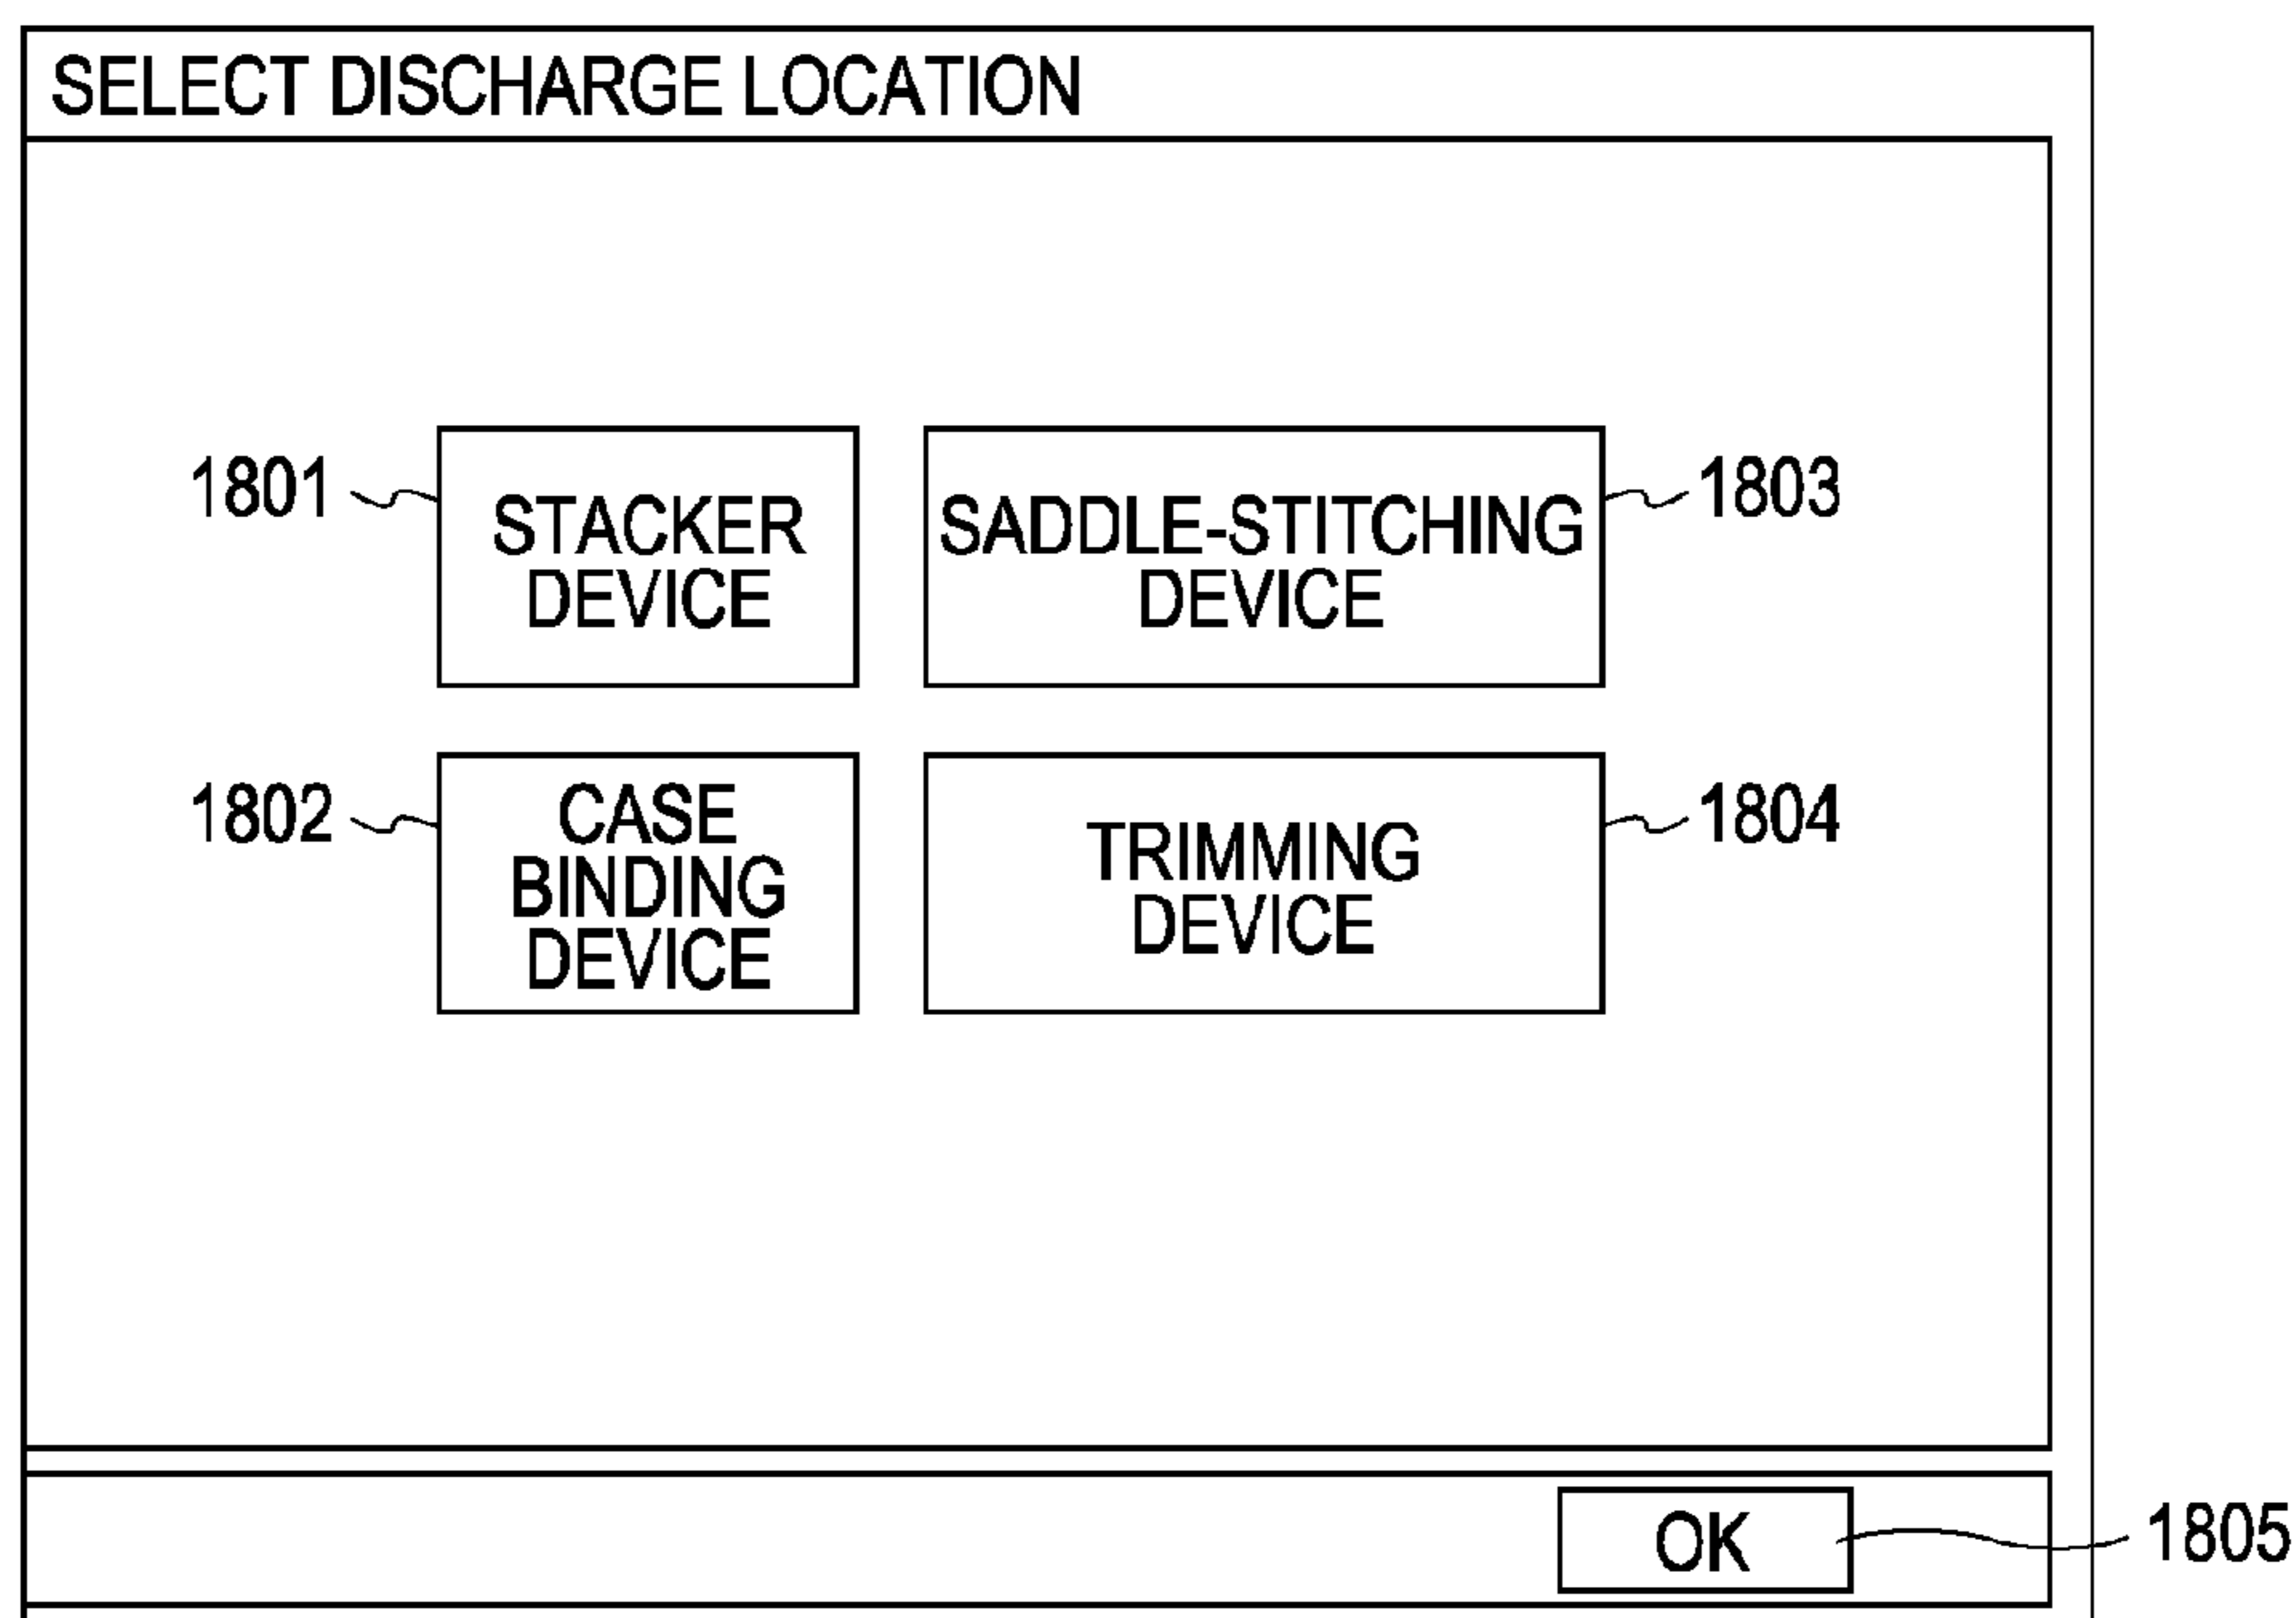 SELECT DISCHARGE LOCATION
1801
STACKER
DEVICE
SADDLE-STITCHING
DEVICE
1803
1802
CASE
BINDING
DEVICE
TRIMMING
DEVICE
1804
OK
1805